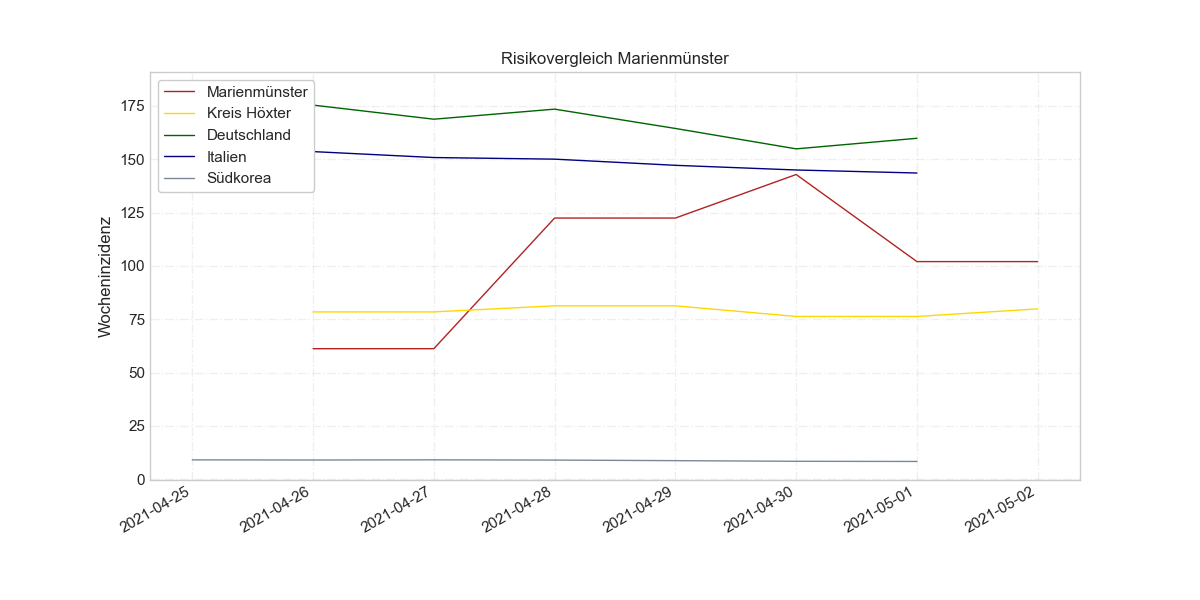 Risikovergleich Marienmünster
Marienmünster
Kreis Höxter
Deutschland
Italien
Südkorea
Wocheninzidenz
175
150
125
100
75
50
25
0
2021-04-25
2021-04-26
2021-04-27
2021-04-28
2021-04-29
2021-04-30
2021-05-01
2021-05-02